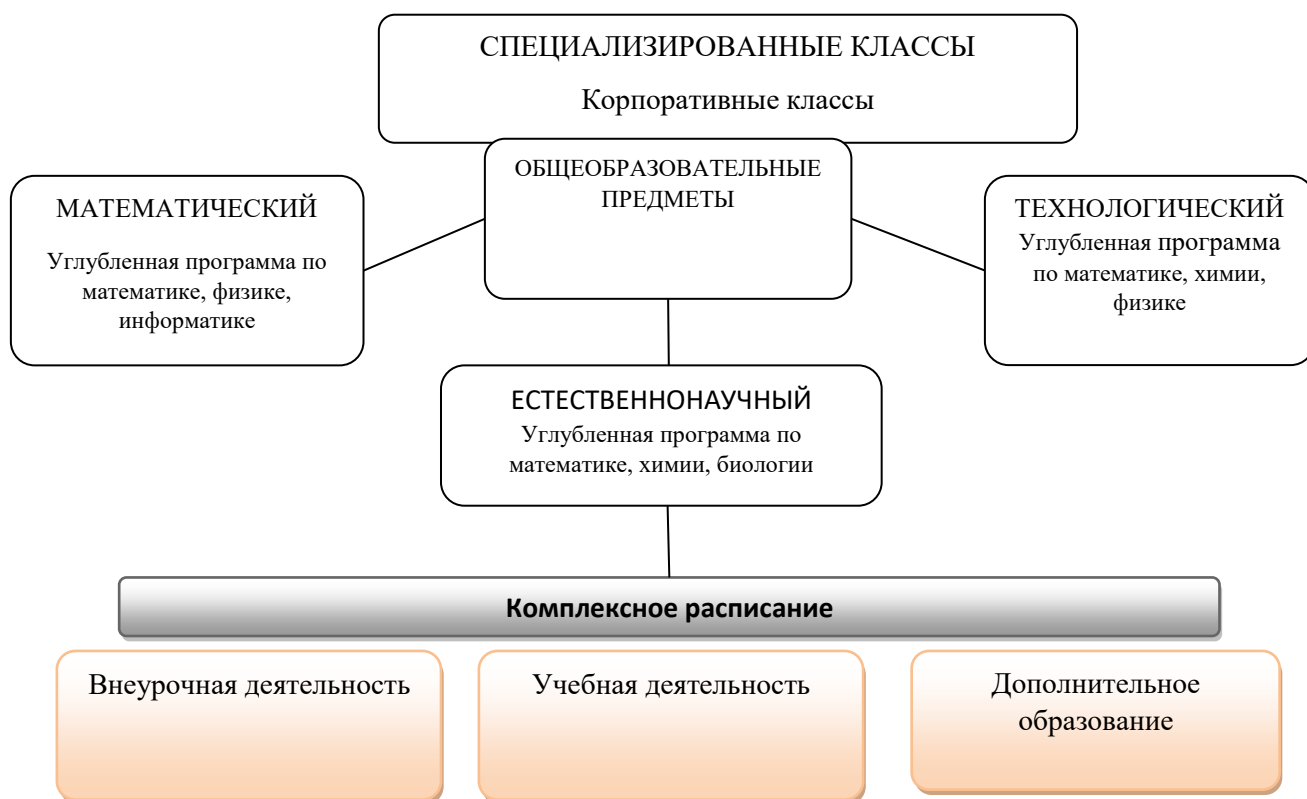 СПЕЦИАЛИЗИРОВАННЫЕ КЛАССЫ
Корпоративные классы
ОБЩЕОБРАЗОВАТЕЛЬНЫЕ
ПРЕДМЕТЫ
МАТЕМАТИЧЕСКИЙ
Углубленная программа по
математике, физике,
информатике
ТЕХНОЛОГИЧЕСКИЙ
Углубленная программа
по математике, химии,
физике
ЕСТЕСТВЕННОНАУЧНЫЙ
Углубленная программа по
математике, химии, биологии
Комплексное расписание
Внеурочная деятельность
Учебная деятельность
Дополнительное
образование